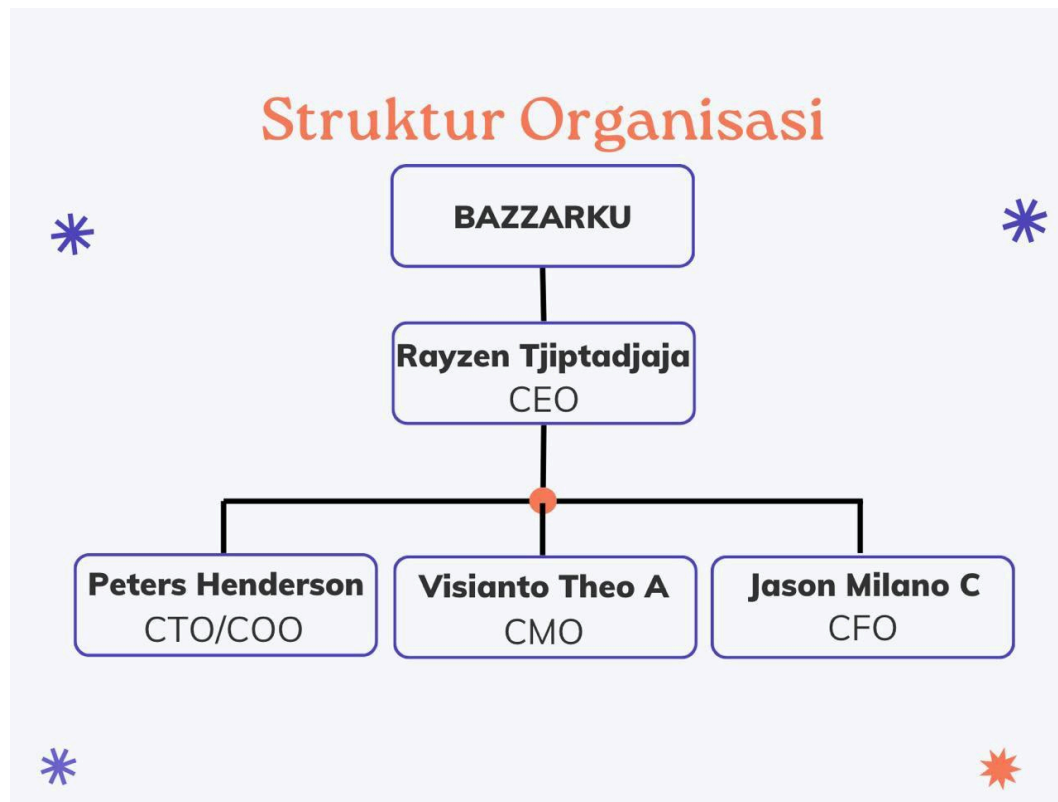 Struktur Organisasi
BAZZARKU
Rayzen Tjiptadjaja
CEO
Peters Henderson
CTO/COO
Visianto Theo A
CMO
Jason Milano C
CFO